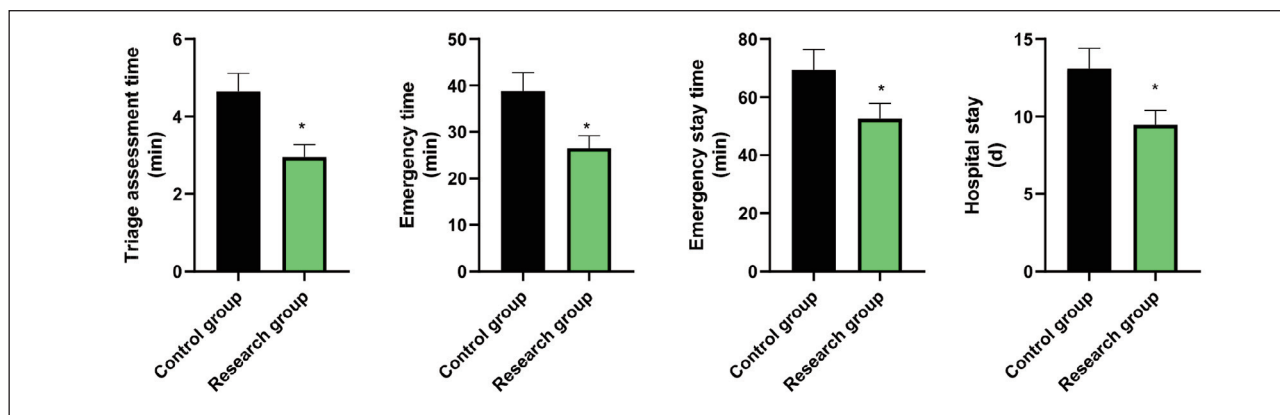 Triage assessment time
(min)
6
4
2
0
*
Control group
Research group
Emergency time
(min)
50
40
30
20
10
0
*
Control group
Research group
Emergency stay time
(min)
80
60
40
20
0
*
Control group
Research group
Hospital stay
(d)
15
10
5
0
*
Control group
Research group